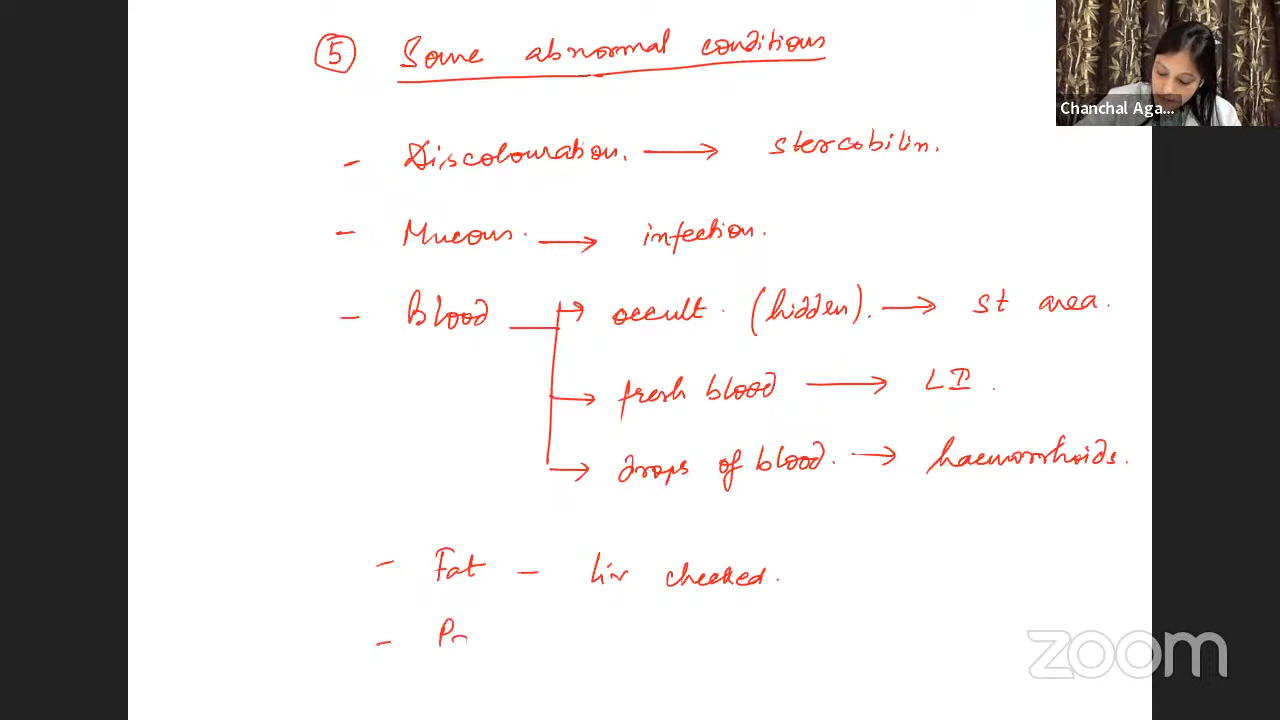 ⑤ Some abnormal conditions
Chanchal Aga...
- Discolouration. → stercobilin.
- Mucous. → infection.
- Blood → occult. (hidden). → st area.
→ fresh blood → LI.
→ drops of blood. → haemorrhoids.
- Fat - liv checked.
- Pr
zoom